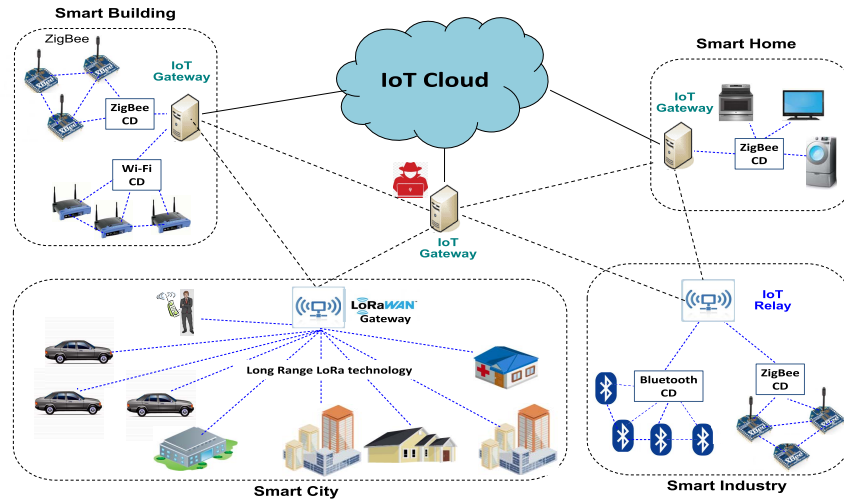 Smart Building
ZigBee
IoT
Gateway
ZigBee
CD
Wi-Fi
CD
IoT Cloud
Smart Home
IoT
Gateway
ZigBee
CD
IoT
Gateway
LoRaWAN
Gateway
Long Range LoRa technology
Smart City
IoT
Relay
Bluetooth
CD
ZigBee
CD
Smart Industry